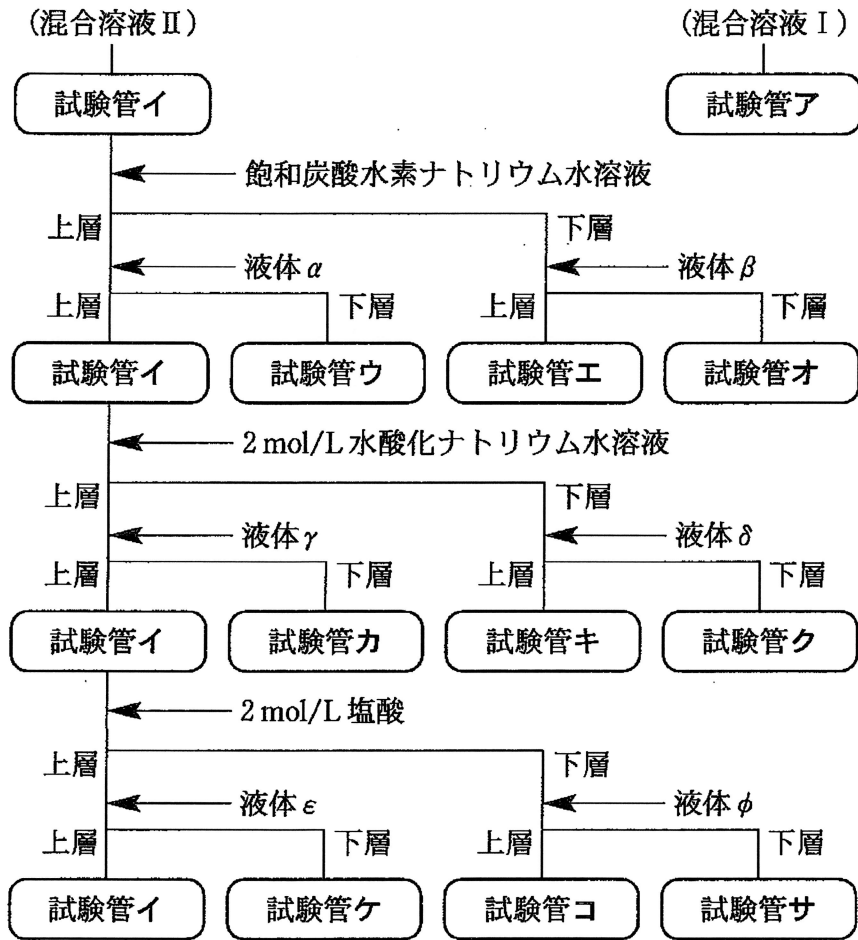 (混合溶液Ⅱ) (混合溶液Ⅰ)
試験管イ 試験管ア
飽和炭酸水素ナトリウム水溶液
上層 下層
液体α 液体β
上層 下層 上層 下層
試験管イ 試験管ウ 試験管エ 試験管オ
2 mol/L 水酸化ナトリウム水溶液
上層 下層
液体γ 液体δ
上層 下層 上層 下層
試験管イ 試験管カ 試験管キ 試験管ク
2 mol/L 塩酸
上層 下層
液体ε 液体φ
上層 下層 上層 下層
試験管イ 試験管ケ 試験管コ 試験管サ